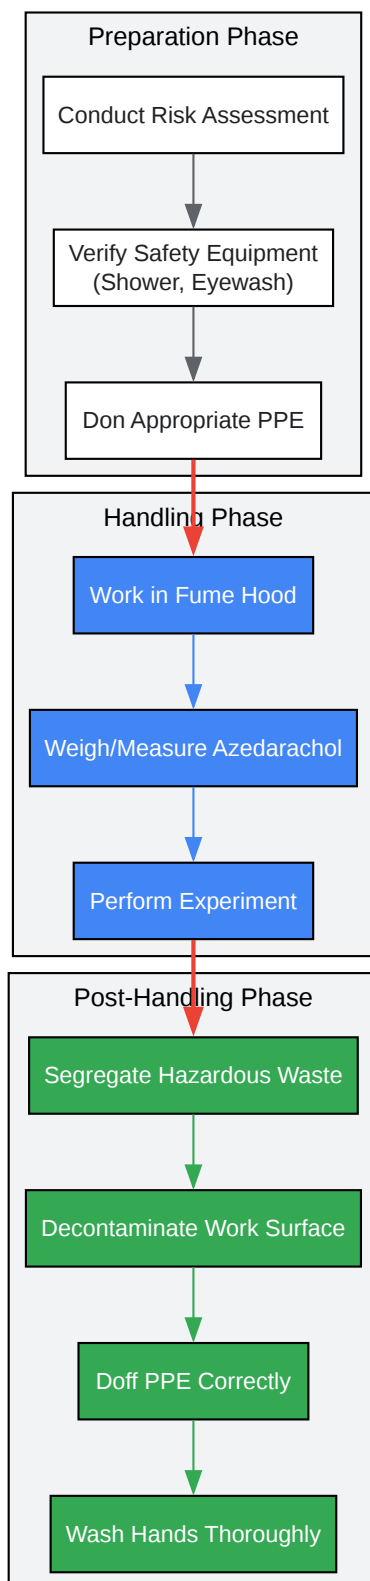 Preparation Phase
Conduct Risk Assessment
Verify Safety Equipment
(Shower, Eyewash)
Don Appropriate PPE
Handling Phase
Work in Fume Hood
Weigh/Measure Azedarachol
Perform Experiment
Post-Handling Phase
Segregate Hazardous Waste
Decontaminate Work Surface
Doff PPE Correctly
Wash Hands Thoroughly